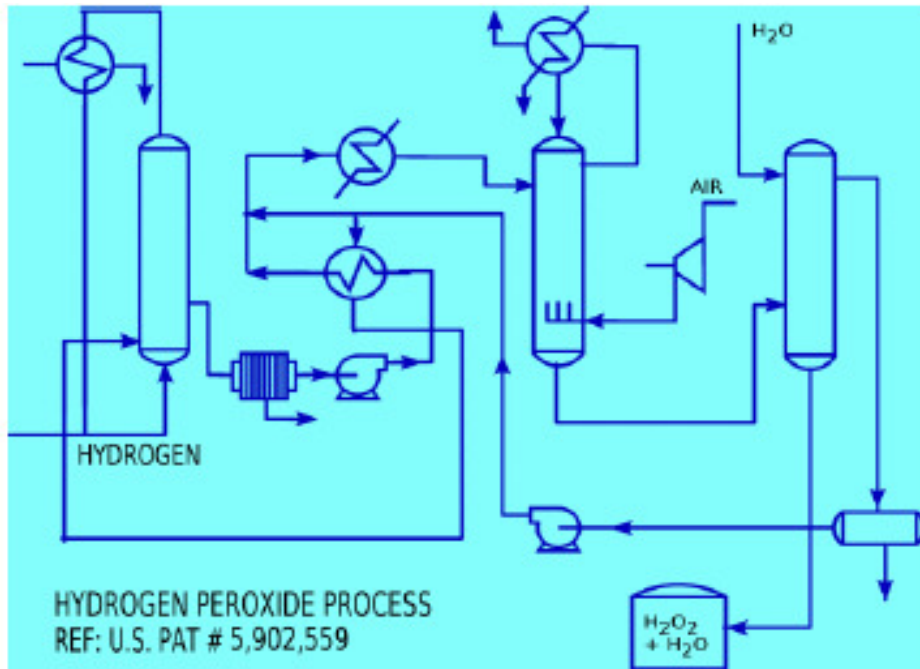 H₂O
AIR
HYDROGEN
HYDROGEN PEROXIDE PROCESS
REF: U.S. PAT # 5,902,559
H₂O₂
+ H₂O